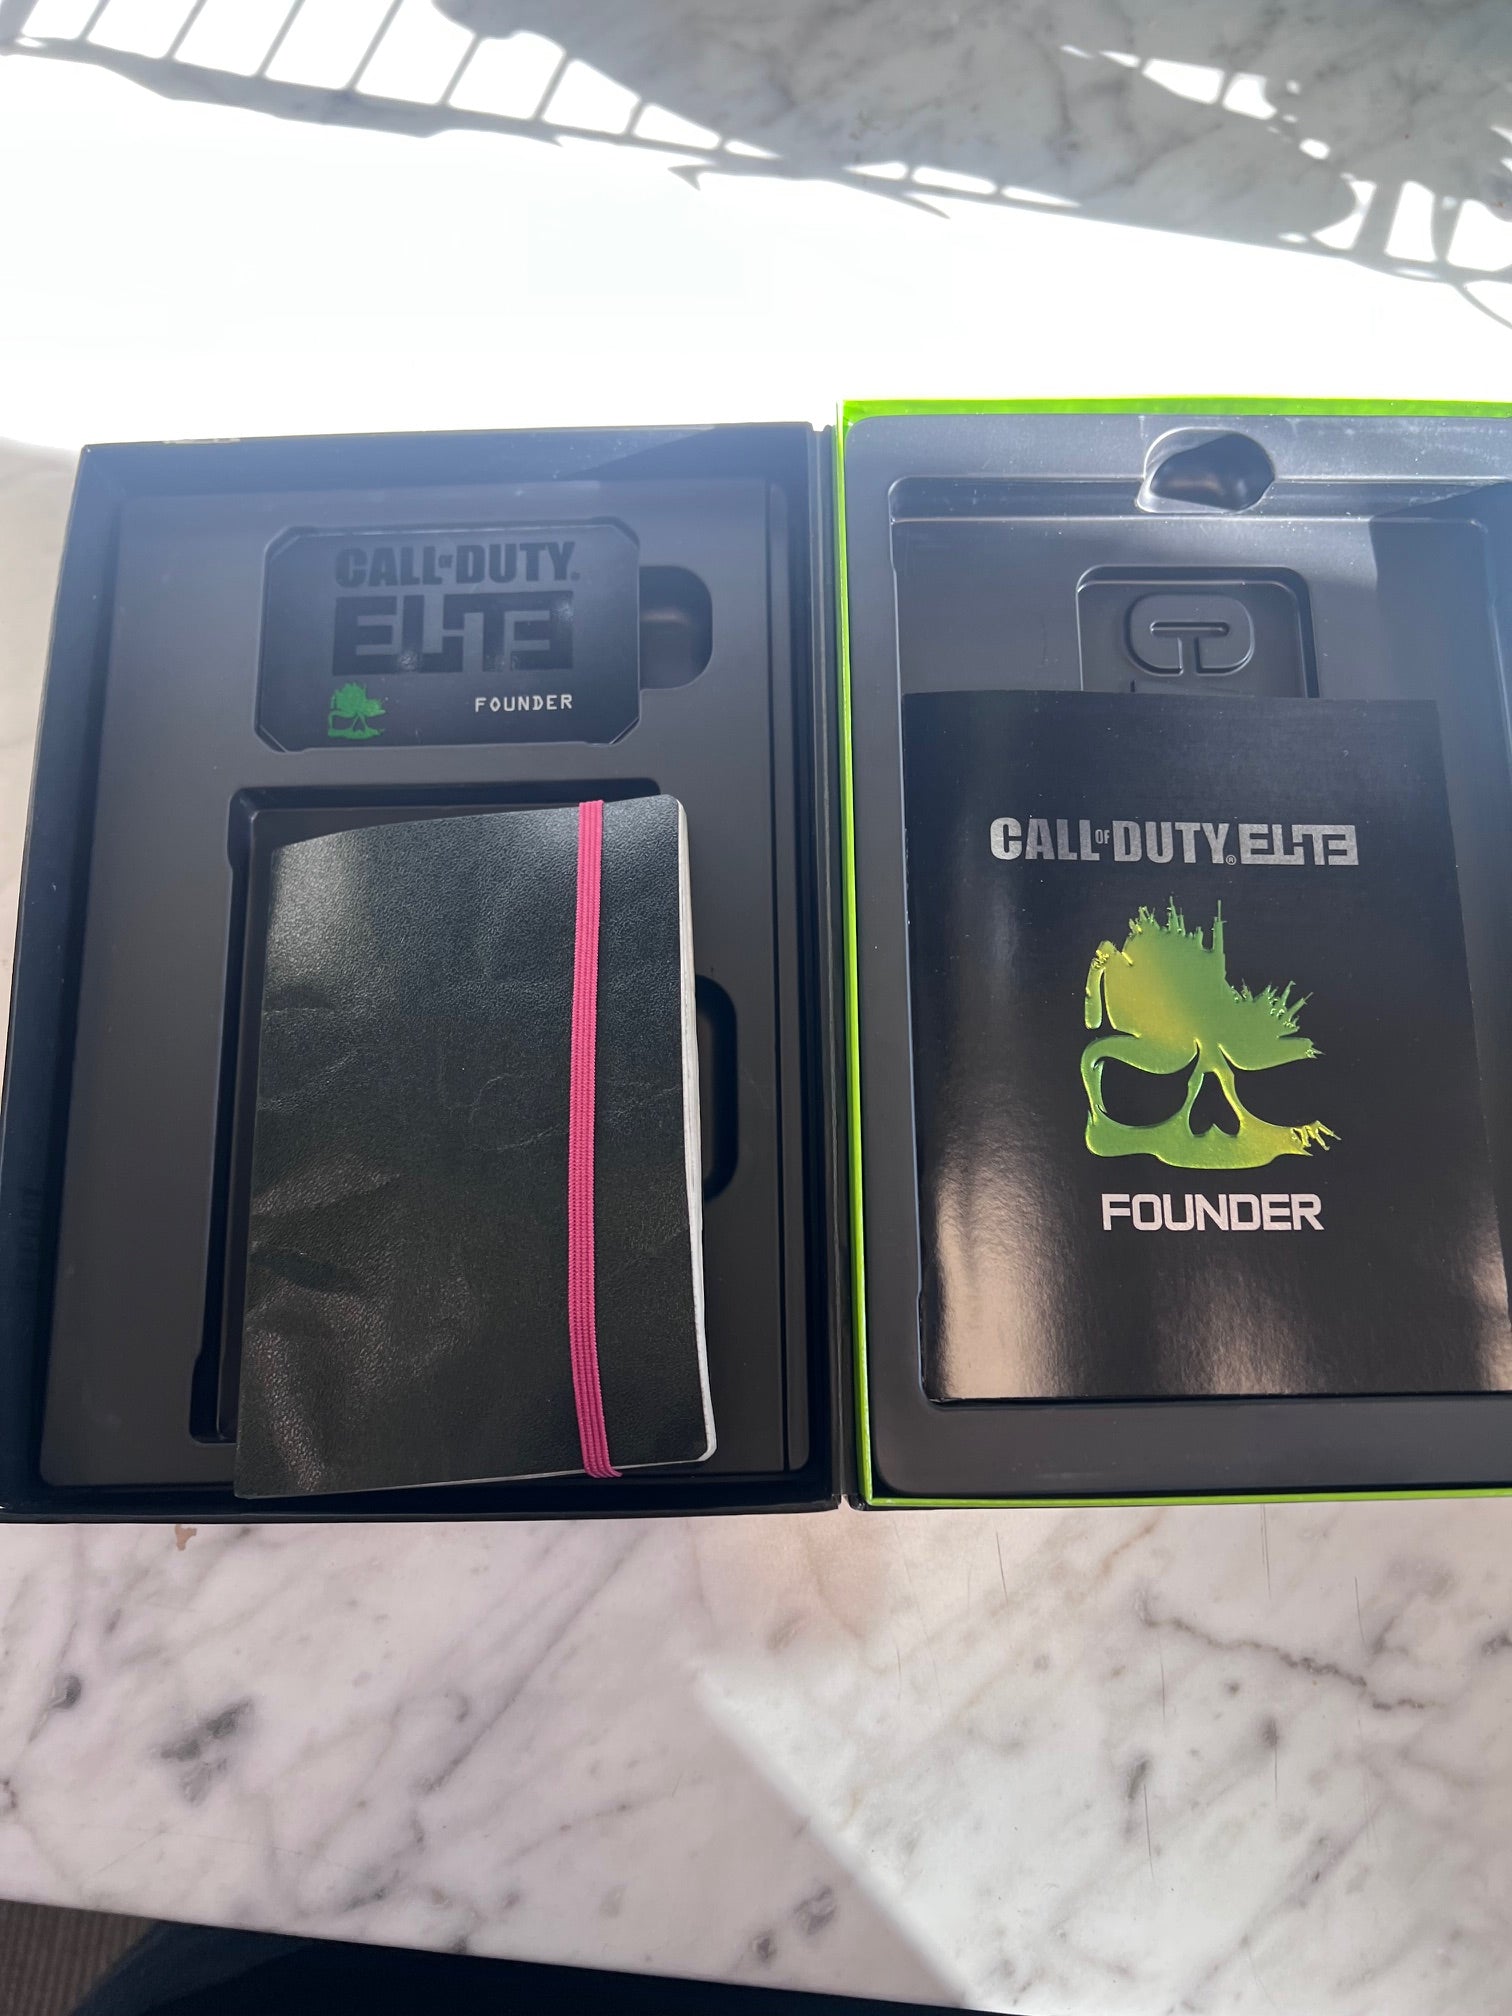 CALL OF DUTY®
ELITE
FOUNDER
CALL OF DUTY® ELITE
FOUNDER